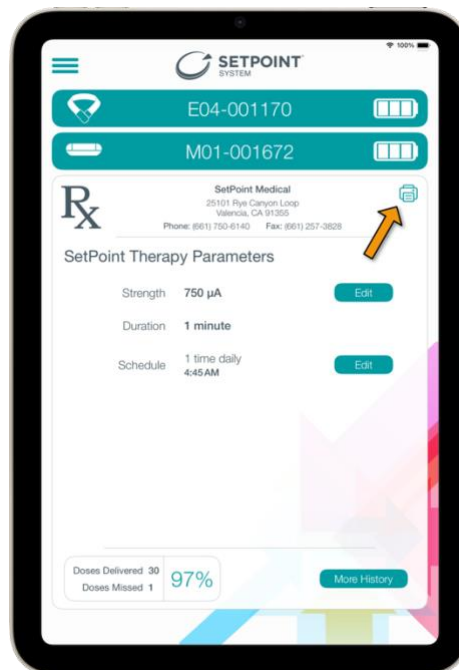 100%
SETPOINT
SYSTEM
E04-001170
M01-001672
Rx
SetPoint Medical
25101 Rye Canyon Loop
Valencia, CA 91355
Phone: (661) 750-6140 Fax: (661) 257-3828
SetPoint Therapy Parameters
Strength 750 µA Edit
Duration 1 minute
Schedule 1 time daily Edit
4:45 AM
Doses Delivered 30
Doses Missed 1
97%
More History